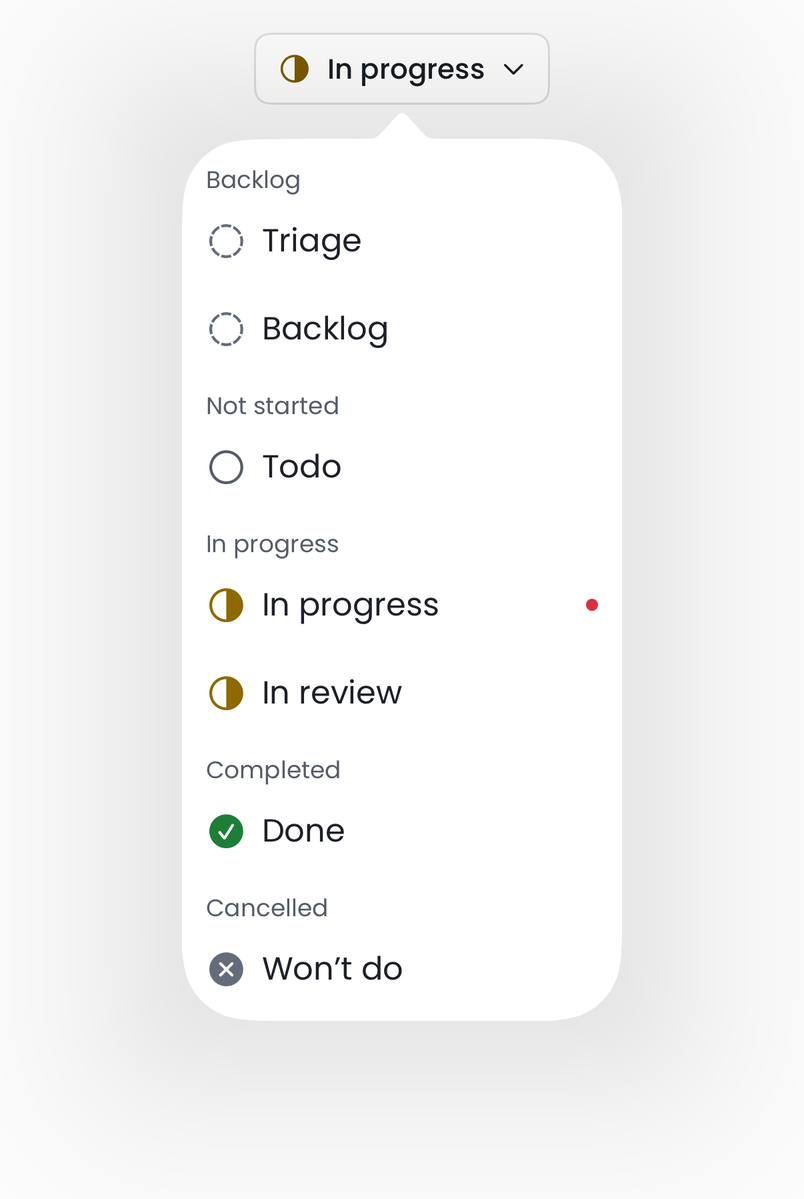 In progress
Backlog
Triage
Backlog
Not started
Todo
In progress
In progress
In review
Completed
Done
Cancelled
Won’t do